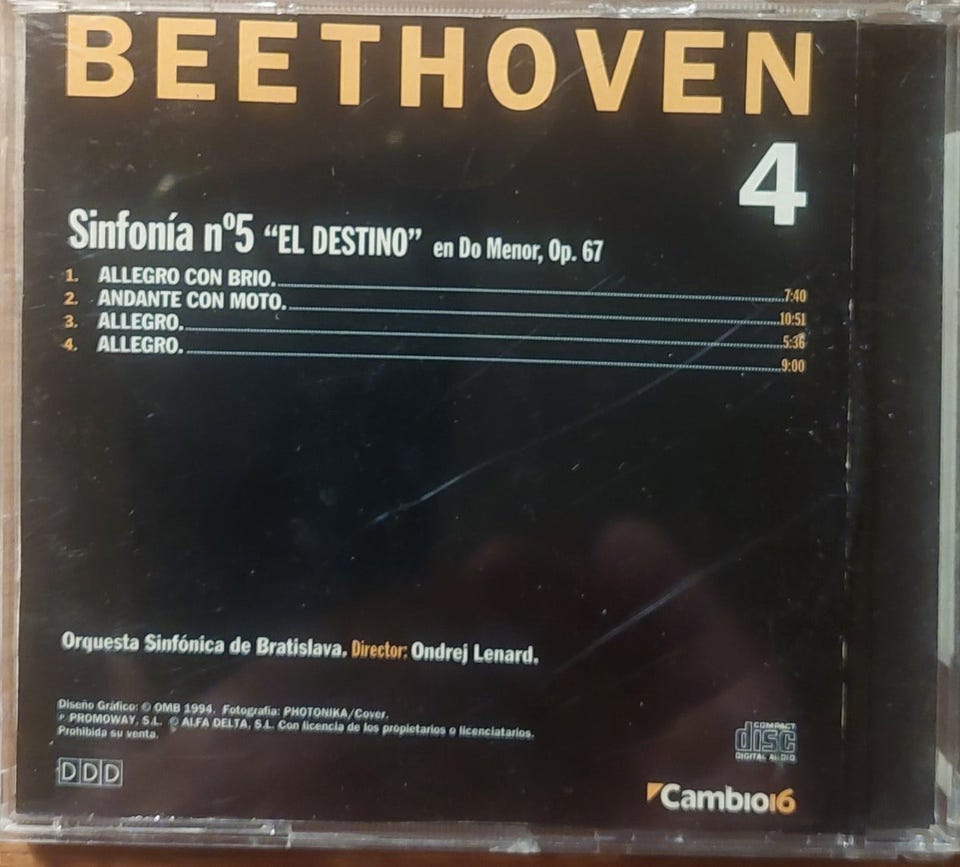 BEETHOVEN
4
Sinfonía nº5 “EL DESTINO” en Do Menor, Op. 67
1. ALLEGRO CON BRIO. 7:40
2. ANDANTE CON MOTO. 10:51
3. ALLEGRO. 5:36
4. ALLEGRO. 9:00
Orquesta Sinfónica de Bratislava. Director: Ondrej Lenard.
Diseño Gráfico: © OMB 1994. Fotografía: PHOTONIKA/Cover.
℗ PROMOWAY, S.L. © ALFA DELTA, S.L. Con licencia de los propietarios o licenciatarios.
Prohibida su venta.
COMPACT
disc
DIGITAL AUDIO
DDD
Cambio16